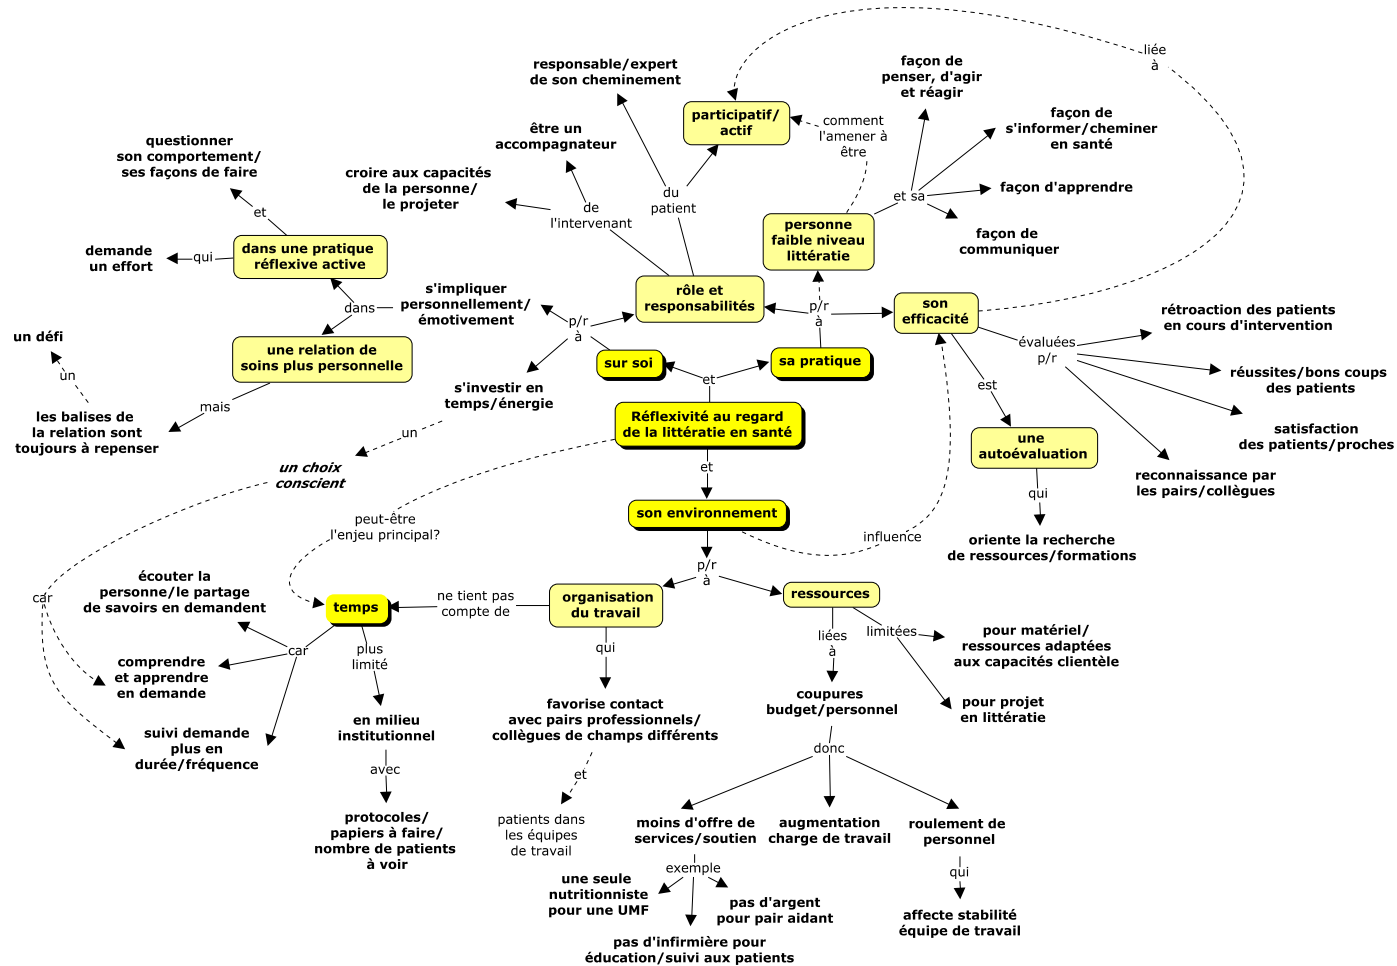 liée
à
responsable/expert
de son cheminement
façon de
penser, d'agir
et réagir
participatif/
actif
comment
l'amener à
être
façon de
s'informer/cheminer
en santé
être un
accompagnateur
questionner
son comportement/
ses façons de faire
croire aux capacités
de la personne/
le projeter
du
patient
et sa
façon d'apprendre
et
de
l'intervenant
personne
faible niveau
littératie
façon de
communiquer
dans une pratique
réflexive active
demande
un effort
qui
s'impliquer
personnellement/
émotivement
rôle et
responsabilités
son
efficacité
dans
p/r
à
p/r
à
rétroaction des patients
en cours d'intervention
un défi
une relation de
soins plus personnelle
sur soi
sa pratique
évaluées
p/r
un
et
réussites/bons coups
des patients
s'investir en
temps/énergie
est
mais
les balises de
la relation sont
toujours à repenser
Réflexivité au regard
de la littératie en santé
satisfaction
des patients/proches
un
une
autoévaluation
un choix
conscient
et
reconnaissance par
les pairs/collègues
qui
son environnement
peut-être
l'enjeu principal?
influence
oriente la recherche
de ressources/formations
p/r
à
écouter la
personne/le partage
de savoirs en demandent
car
temps
ne tient pas
compte de
organisation
du travail
ressources
liées
à
limitées
pour matériel/
ressources adaptées
aux capacités clientèle
car
plus
limité
qui
comprendre
et apprendre
en demande
coupures
budget/personnel
pour projet
en littératie
favorise contact
avec pairs professionnels/
collègues de champs différents
en milieu
institutionnel
suivi demande
plus en
durée/fréquence
donc
avec
et
protocoles/
papiers à faire/
nombre de patients
à voir
patients dans
les équipes
de travail
moins d'offre de
services/soutien
augmentation
charge de travail
roulement de
personnel
exemple
qui
une seule
nutritionniste
pour une UMF
pas d'argent
pour pair aidant
affecte stabilité
équipe de travail
pas d'infirmière pour
éducation/suivi aux patients